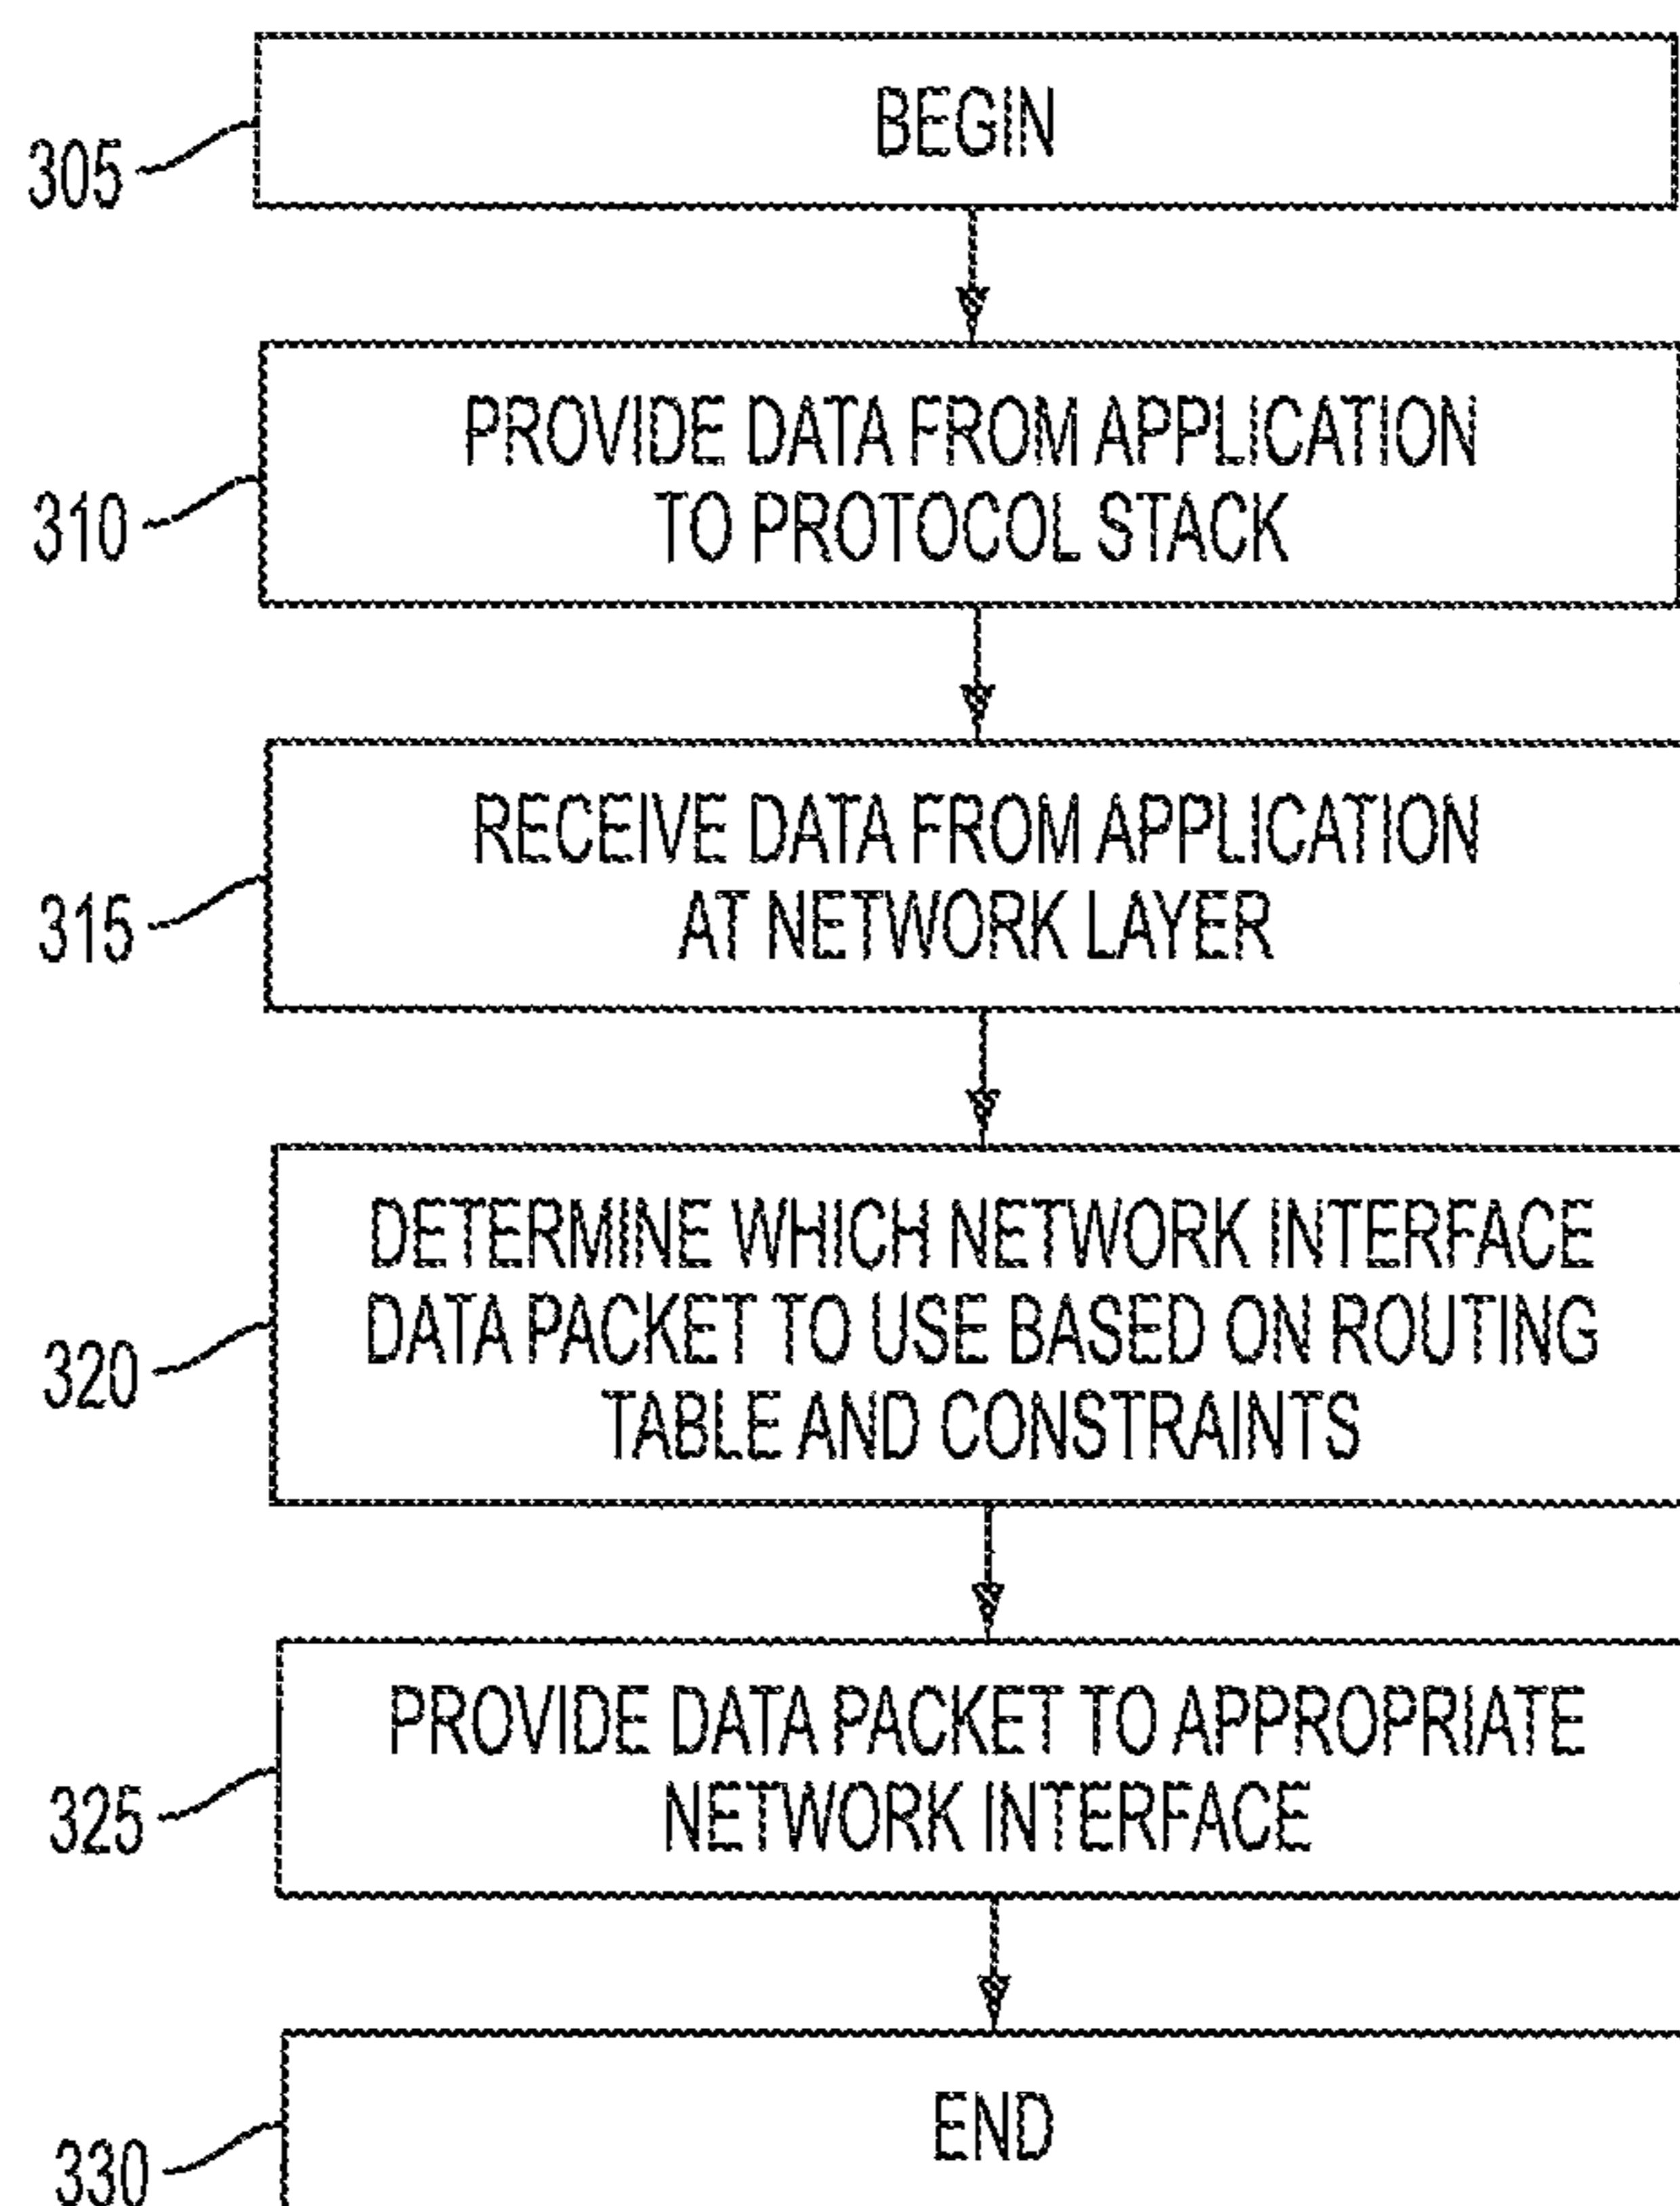 BEGIN
305
PROVIDE DATA FROM APPLICATION
TO PROTOCOL STACK
310
RECEIVE DATA FROM APPLICATION
AT NETWORK LAYER
315
DETERMINE WHICH NETWORK INTERFACE
DATA PACKET TO USE BASED ON ROUTING
TABLE AND CONSTRAINTS
320
PROVIDE DATA PACKET TO APPROPRIATE
NETWORK INTERFACE
325
END
330